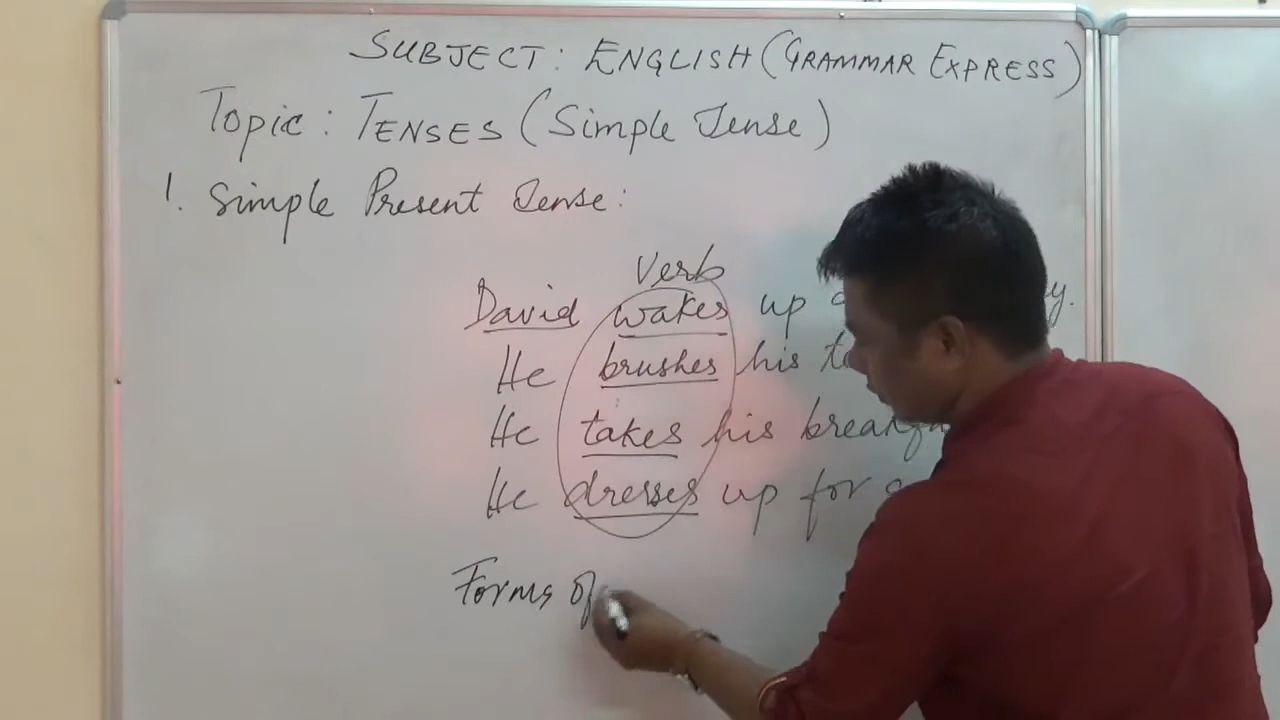 SUBJECT: ENGLISH (GRAMMAR EXPRESS)
Topic: TENSES (Simple Tense)
1. Simple Present Tense:
Verb
David wakes up
He brushes his
He takes his
He dresses up for
Forms of